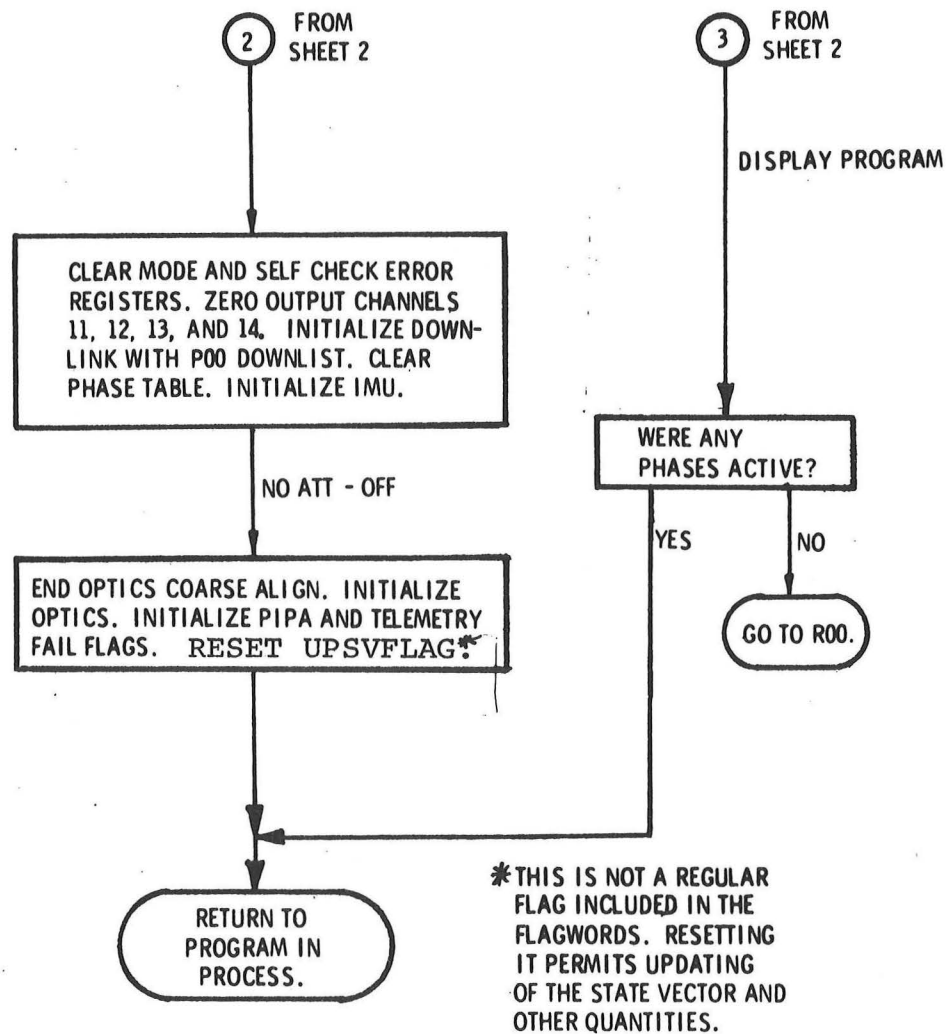 2
FROM
SHEET 2
CLEAR MODE AND SELF CHECK ERROR
REGISTERS. ZERO OUTPUT CHANNELS
11, 12, 13, AND 14. INITIALIZE DOWN-
LINK WITH P00 DOWNLIST. CLEAR
PHASE TABLE. INITIALIZE IMU.
NO ATT - OFF
END OPTICS COARSE ALIGN. INITIALIZE
OPTICS. INITIALIZE PIPA AND TELEMETRY
FAIL FLAGS. RESET UPSVFLAG.*
RETURN TO
PROGRAM IN
PROCESS.
3
FROM
SHEET 2
DISPLAY PROGRAM
WERE ANY
PHASES ACTIVE?
YES
NO
GO TO R00.
*THIS IS NOT A REGULAR
FLAG INCLUDED IN THE
FLAGWORDS. RESETTING
IT PERMITS UPDATING
OF THE STATE VECTOR AND
OTHER QUANTITIES.